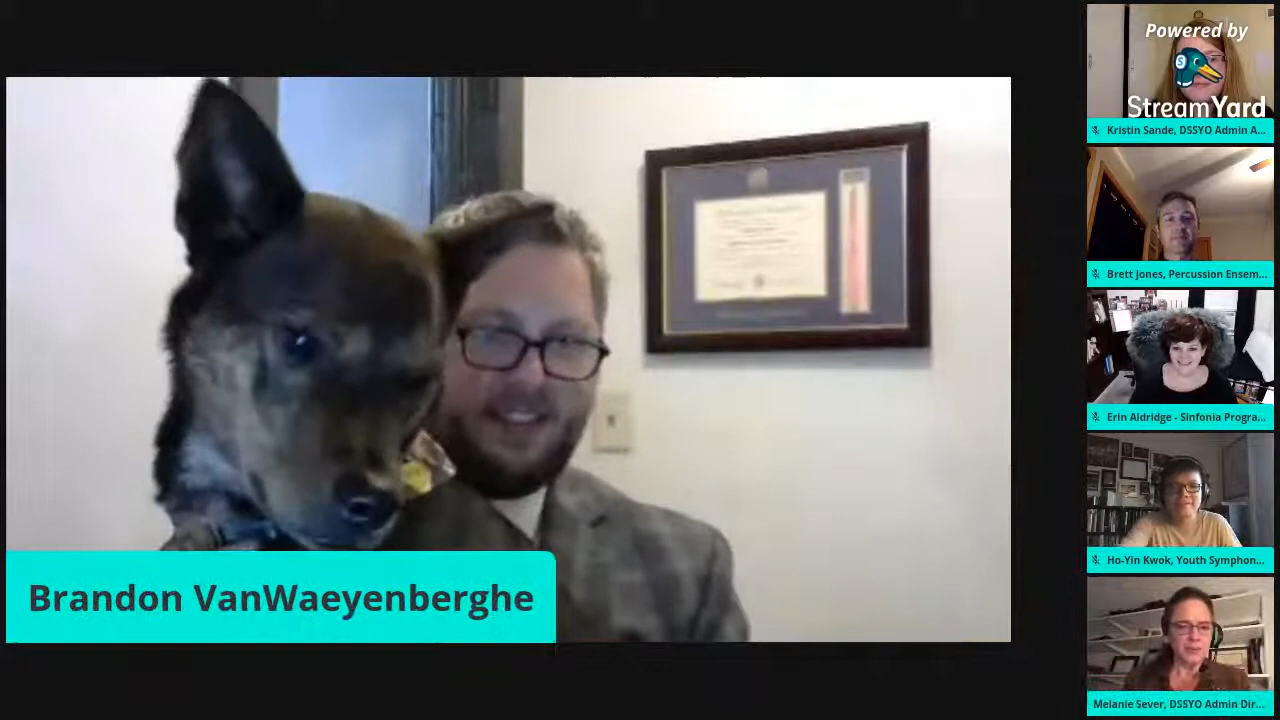 Brandon VanWaeyenberghe
Powered by
StreamYard
Kristin Sande, DSSYO Admin A...
Brett Jones, Percussion Ensem...
Erin Aldridge - Sinfonia Progra...
Ho-Yin Kwok, Youth Symphon...
Melanie Sever, DSSYO Admin Dir...